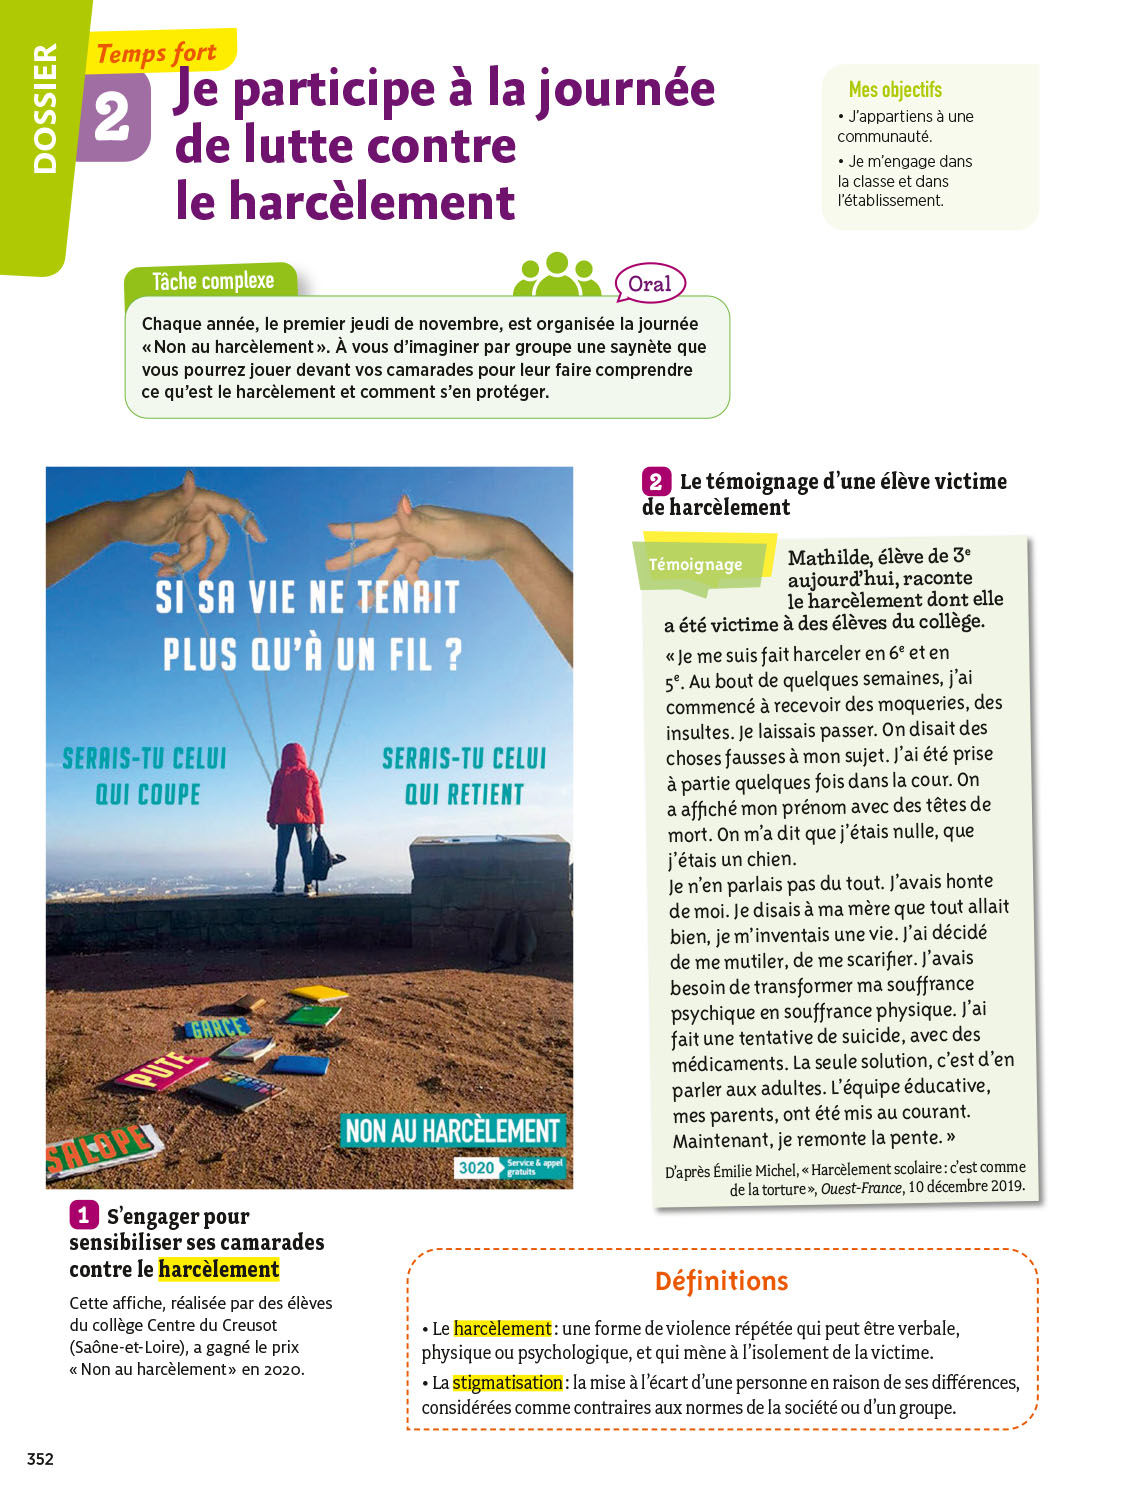 DOSSIER
Temps fort
2
Je participe à la journée
de lutte contre
le harcèlement
Mes objectifs
• J'appartiens à une
communauté.
• Je m'engage dans
la classe et dans
l'établissement.
Tâche complexe
Oral
Chaque année, le premier jeudi de novembre, est organisée la journée
« Non au harcèlement ». À vous d'imaginer par groupe une saynète que
vous pourrez jouer devant vos camarades pour leur faire comprendre
ce qu'est le harcèlement et comment s'en protéger.
SI SA VIE NE TENAIT
PLUS QU'À UN FIL ?
SERAIS-TU CELUI
QUI COUPE
SERAIS-TU CELUI
QUI RETIENT
GARCE
PUTE
SALOPE
NON AU HARCÈLEMENT
3020
Service & appel
gratuits
1 S'engager pour
sensibiliser ses camarades
contre le harcèlement
Cette affiche, réalisée par des élèves
du collège Centre du Creusot
(Saône-et-Loire), a gagné le prix
« Non au harcèlement » en 2020.
2 Le témoignage d'une élève victime
de harcèlement
Témoignage
Mathilde, élève de 3e
aujourd'hui, raconte
le harcèlement dont elle
a été victime à des élèves du collège.
« Je me suis fait harceler en 6e et en
5e. Au bout de quelques semaines, j'ai
commencé à recevoir des moqueries, des
insultes. Je laissais passer. On disait des
choses fausses à mon sujet. J'ai été prise
à partie quelques fois dans la cour. On
a affiché mon prénom avec des têtes de
mort. On m'a dit que j'étais nulle, que
j'étais un chien.
Je n'en parlais pas du tout. J'avais honte
de moi. Je disais à ma mère que tout allait
bien, je m'inventais une vie. J'ai décidé
de me mutiler, de me scarifier. J'avais
besoin de transformer ma souffrance
psychique en souffrance physique. J'ai
fait une tentative de suicide, avec des
médicaments. La seule solution, c'est d'en
parler aux adultes. L'équipe éducative,
mes parents, ont été mis au courant.
Maintenant, je remonte la pente. »
D'après Émilie Michel, « Harcèlement scolaire : c'est comme
de la torture », Ouest-France, 10 décembre 2019.
Définitions
• Le harcèlement : une forme de violence répétée qui peut être verbale,
physique ou psychologique, et qui mène à l'isolement de la victime.
• La stigmatisation : la mise à l'écart d'une personne en raison de ses différences,
considérées comme contraires aux normes de la société ou d'un groupe.
352